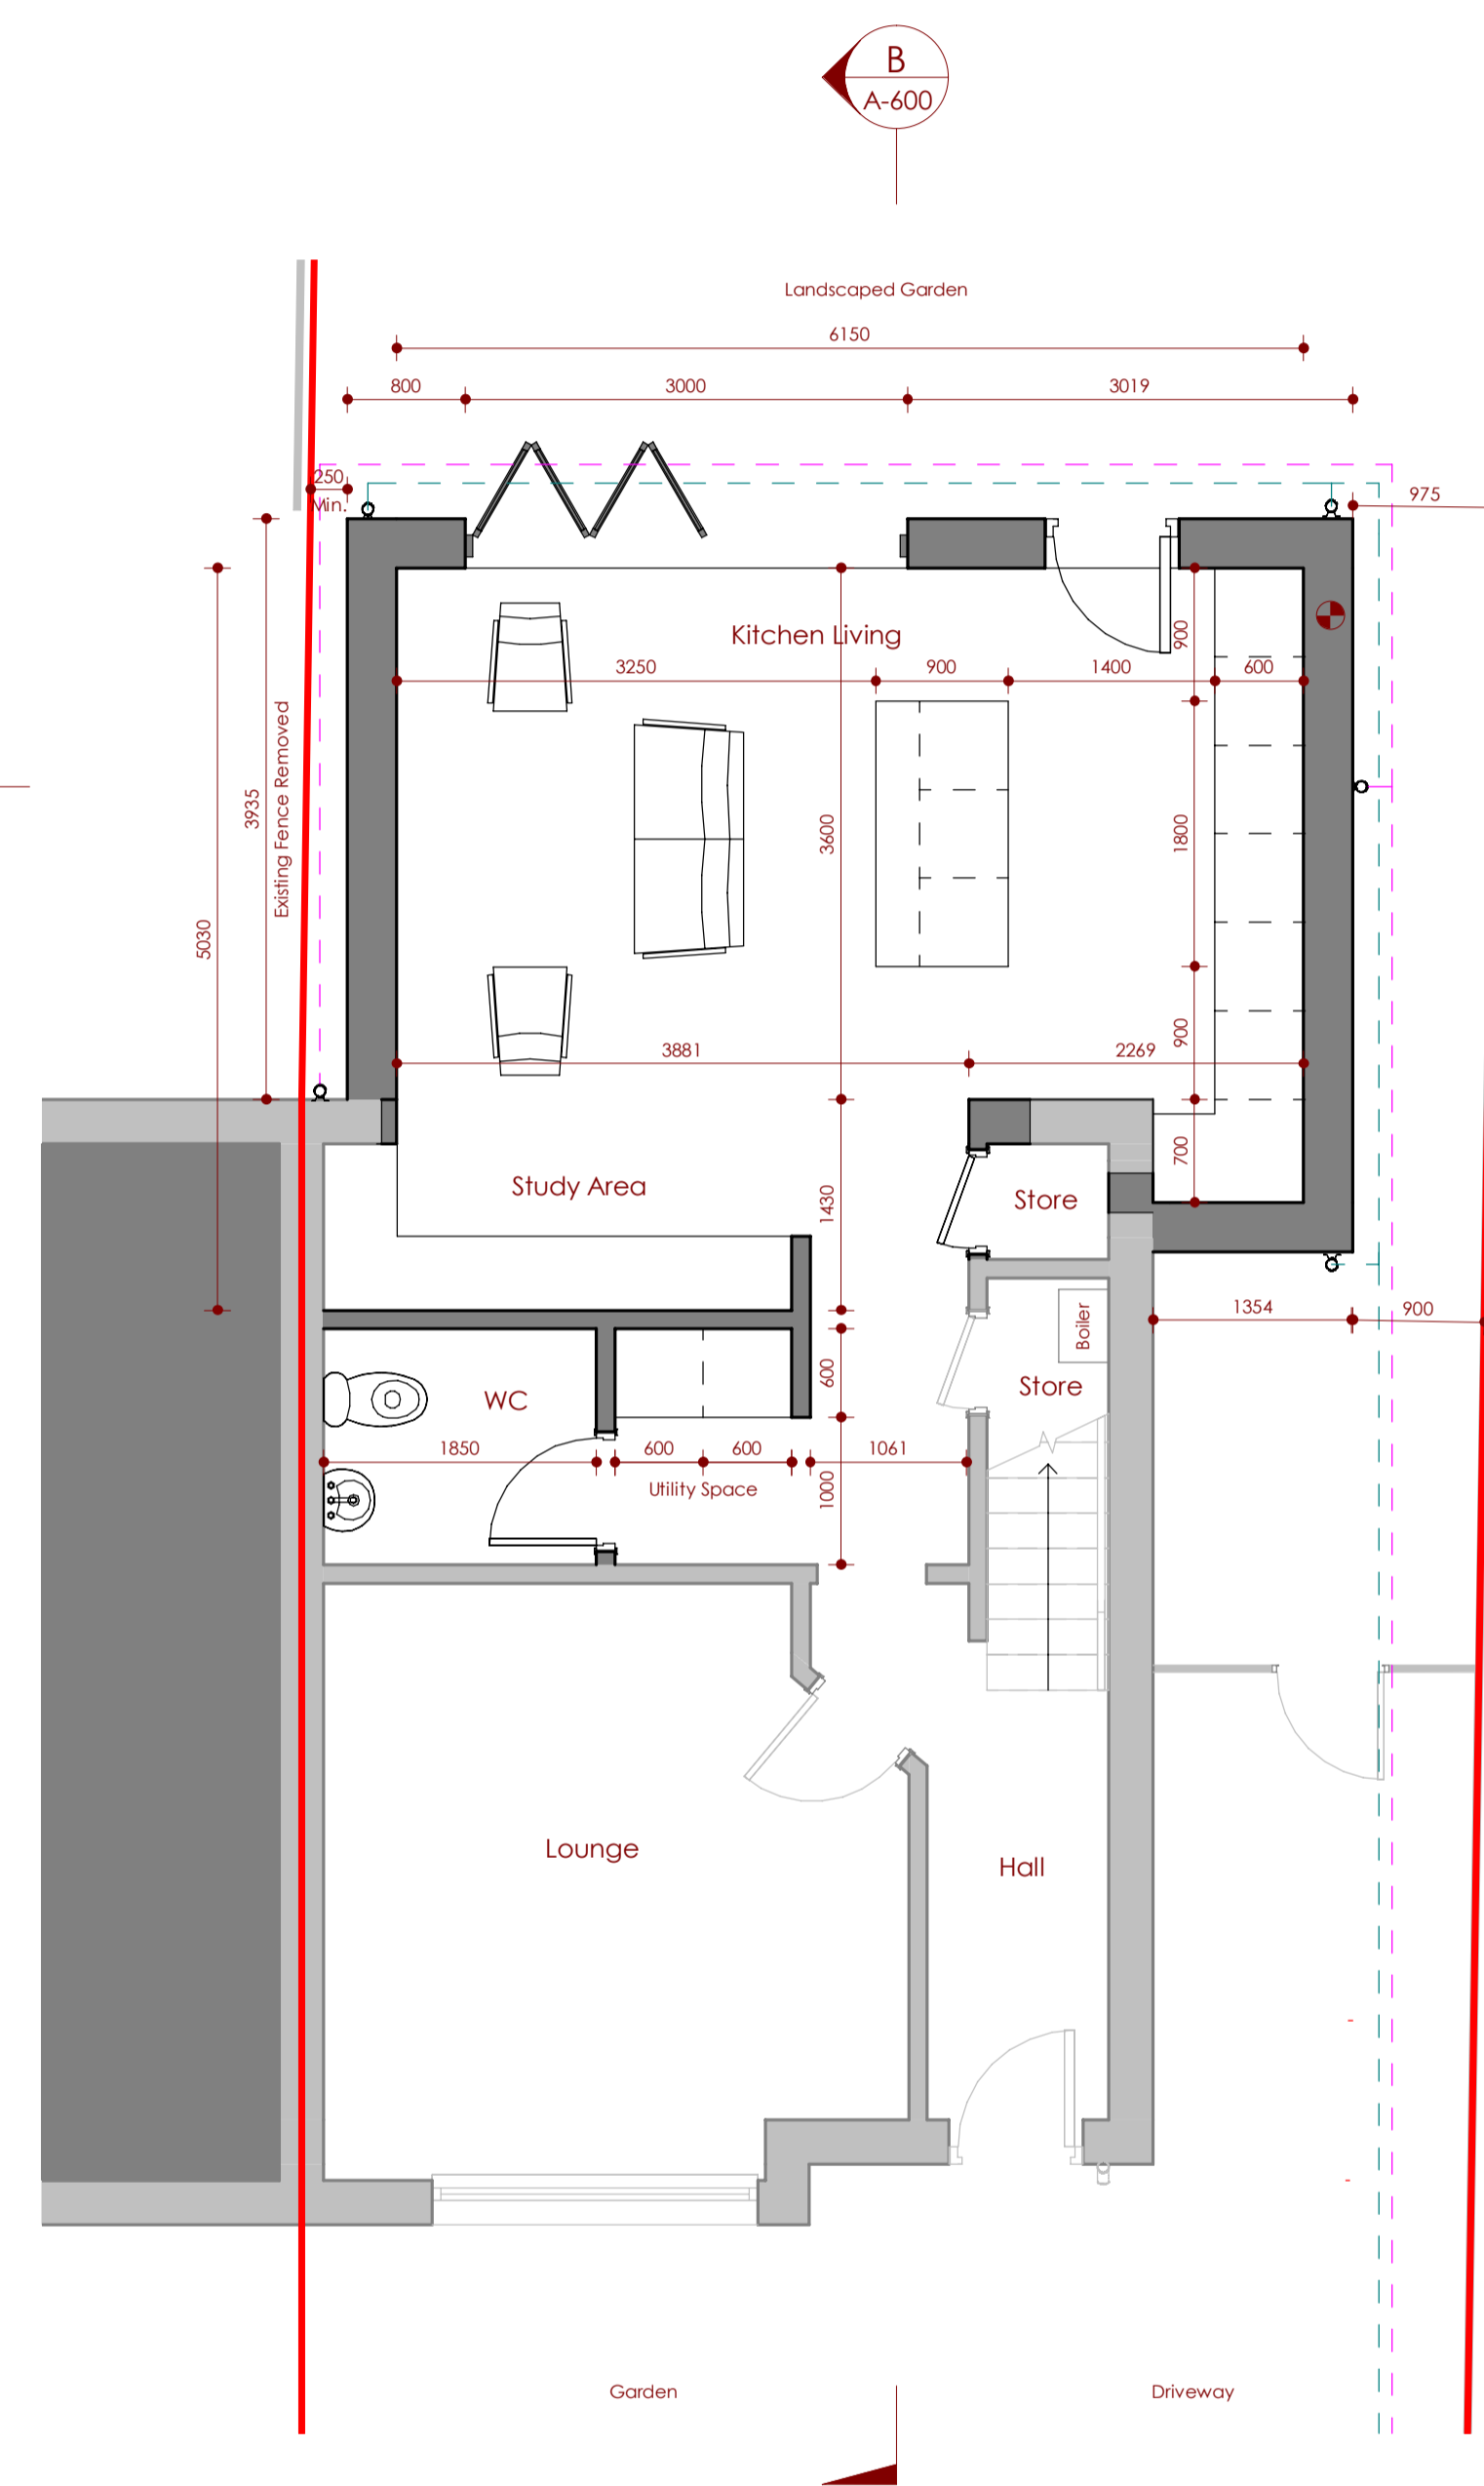 B
A-600
Landscaped Garden
6150
800
3000
3019
250
Min.
975
Kitchen Living
900
3250
900
1400
600
Existing Fence Removed
3935
3600
1800
5030
3881
2269
900
700
Study Area
1430
Store
1354
900
Boiler
Store
600
WC
1850
600
600
1061
Utility Space
1000
Lounge
Hall
Garden
Driveway